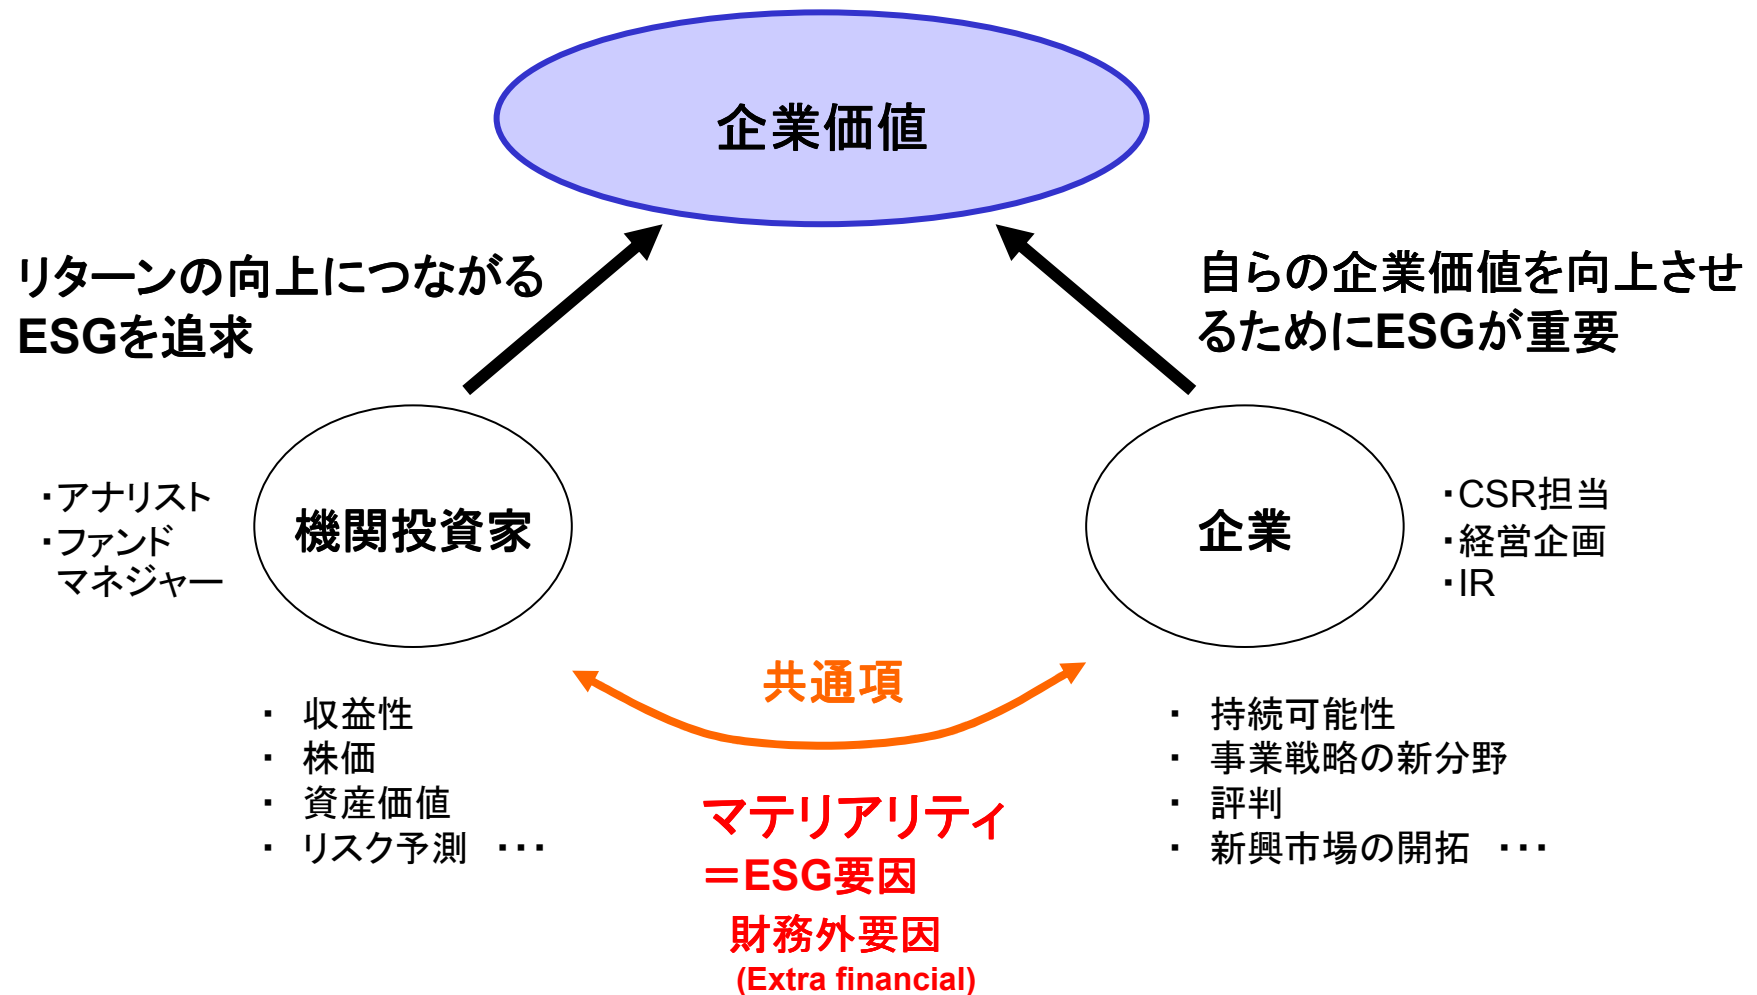 企業価値
リターンの向上につながる
ESGを追求
自らの企業価値を向上させ
るためにESGが重要
・アナリスト
・ファンド
マネジャー
機関投資家
企業
・CSR担当
・経営企画
・IR
共通項
・ 収益性
・ 株価
・ 資産価値
・ リスク予測 ・・・
・ 持続可能性
・ 事業戦略の新分野
・ 評判
・ 新興市場の開拓 ・・・
マテリアリティ
＝ESG要因
財務外要因
(Extra financial)